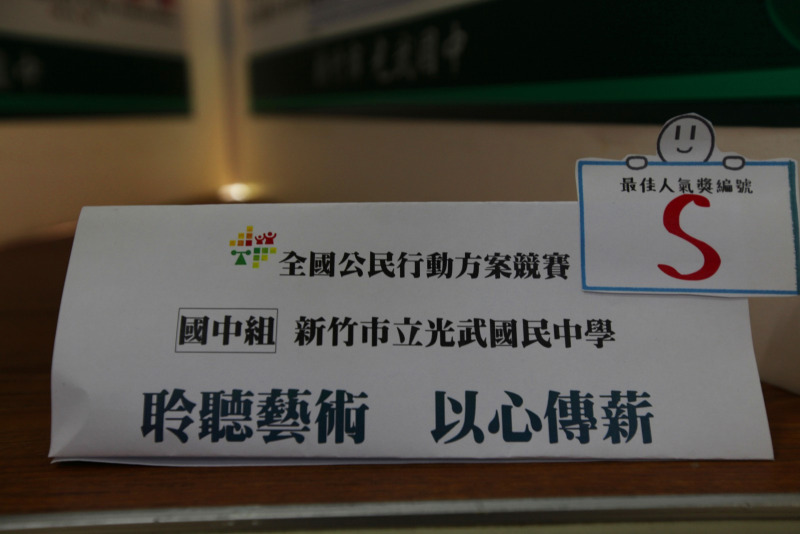 最佳人氣獎編號
S
全國公民行動方案競賽
國中組 新竹市立光武國民中學
聆聽藝術 以心傳薪